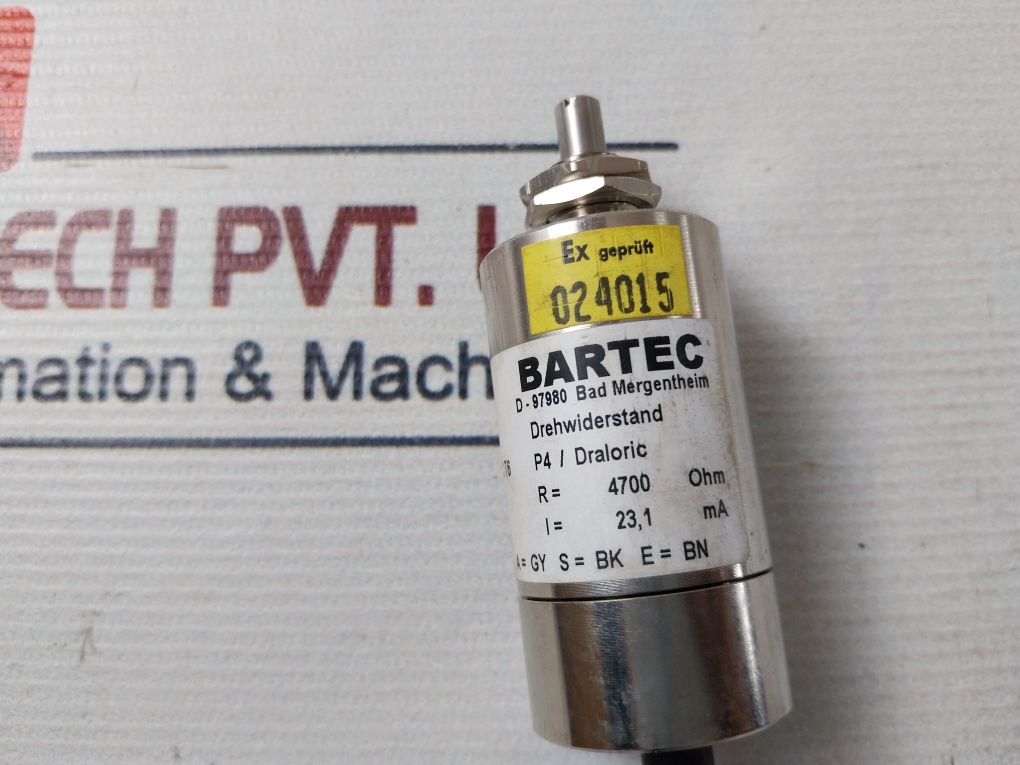 ECH PVT.
mation & Mach
Ex geprüft
024015
BARTEC
D - 97980 Bad Mergentheim
Drehwiderstand
76 P4 / Draloric
R = 4700 Ohm
I = 23,1 mA
A = GY S = BK E = BN